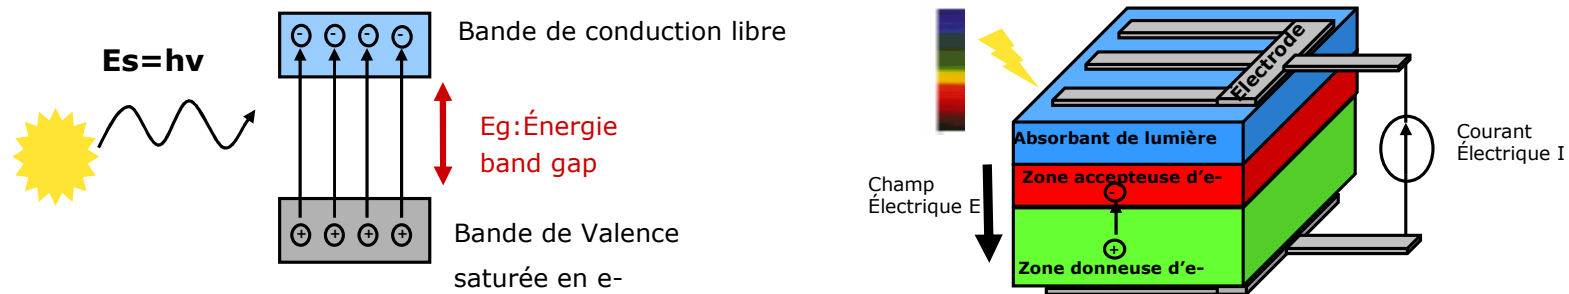 Es=hv
Bande de conduction libre
Eg:Énergie
band gap
Bande de Valence
saturée en e-
Electrode
Absorbant de lumière
Zone accepteuse d’e-
Zone donneuse d’e-
Champ
Électrique E
Courant
Électrique I